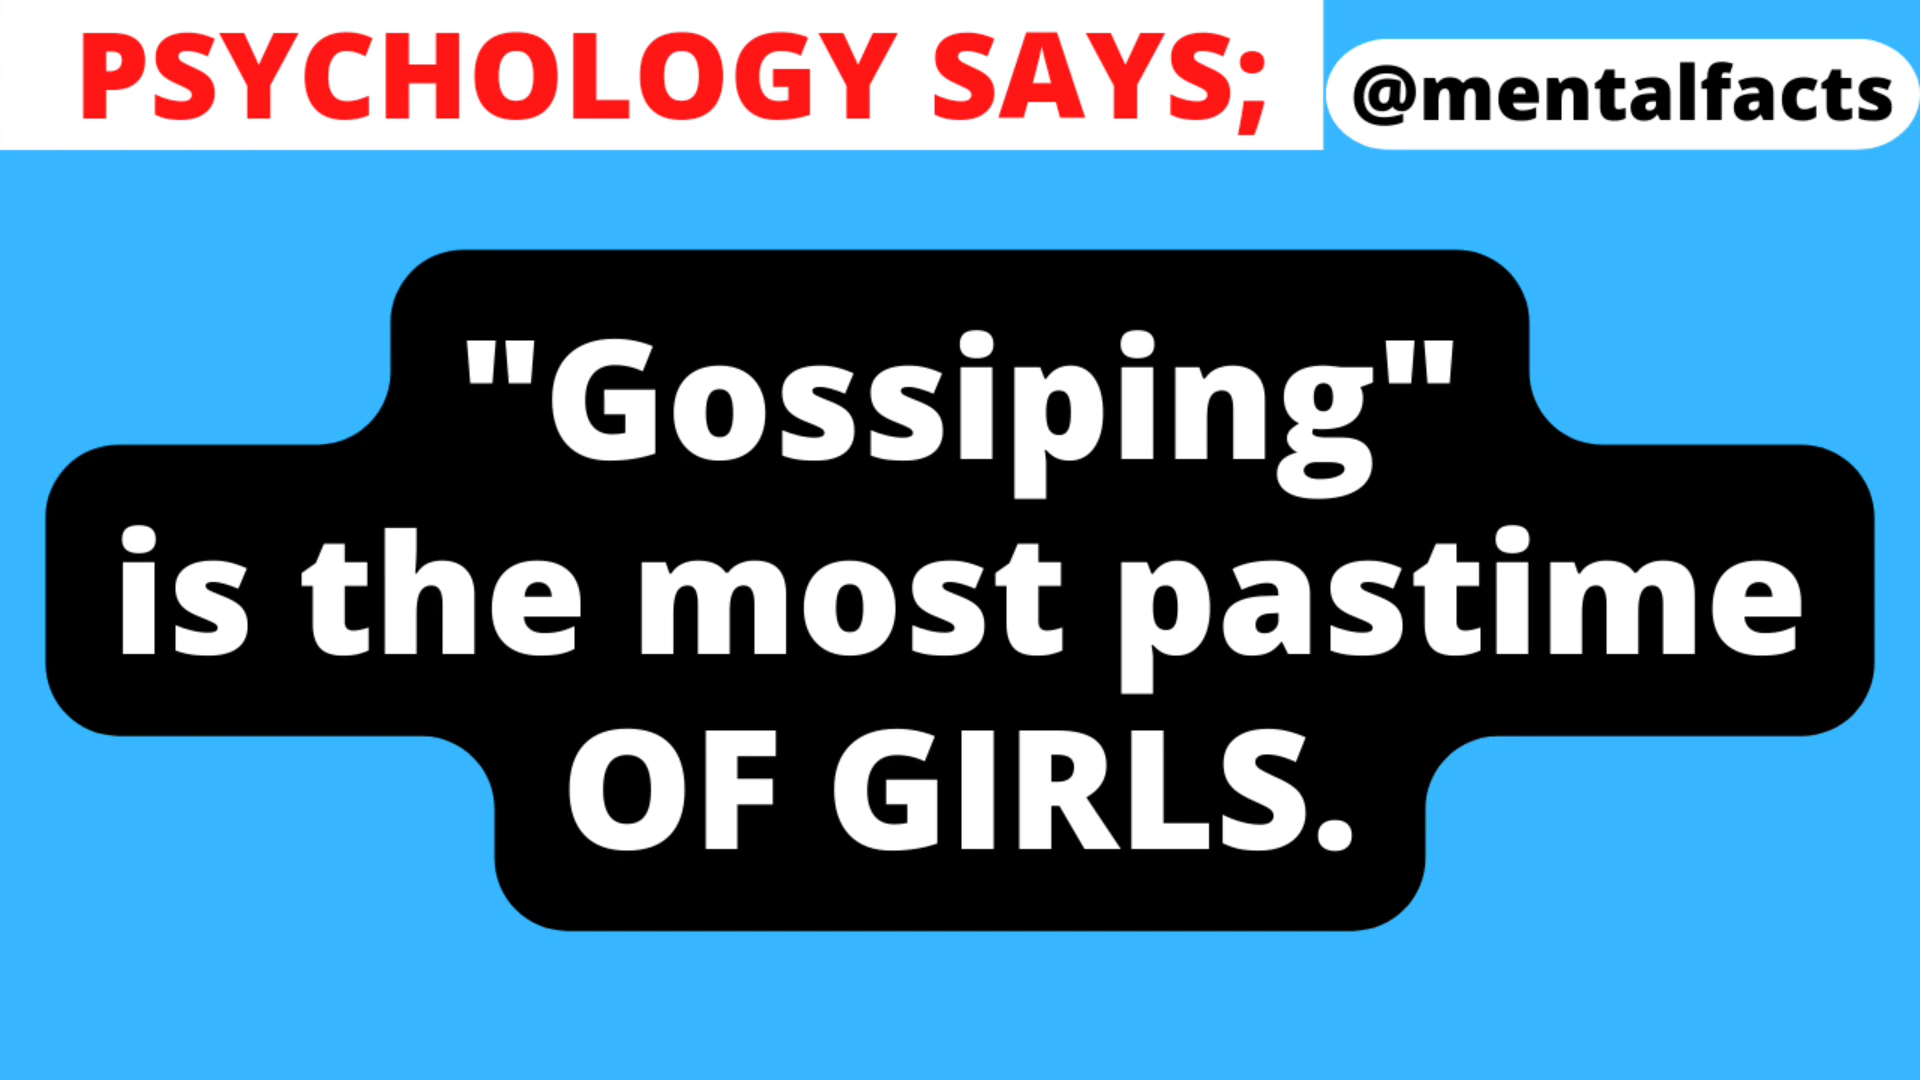 PSYCHOLOGY SAYS;
@mentalfacts
"Gossiping"
is the most pastime
OF GIRLS.